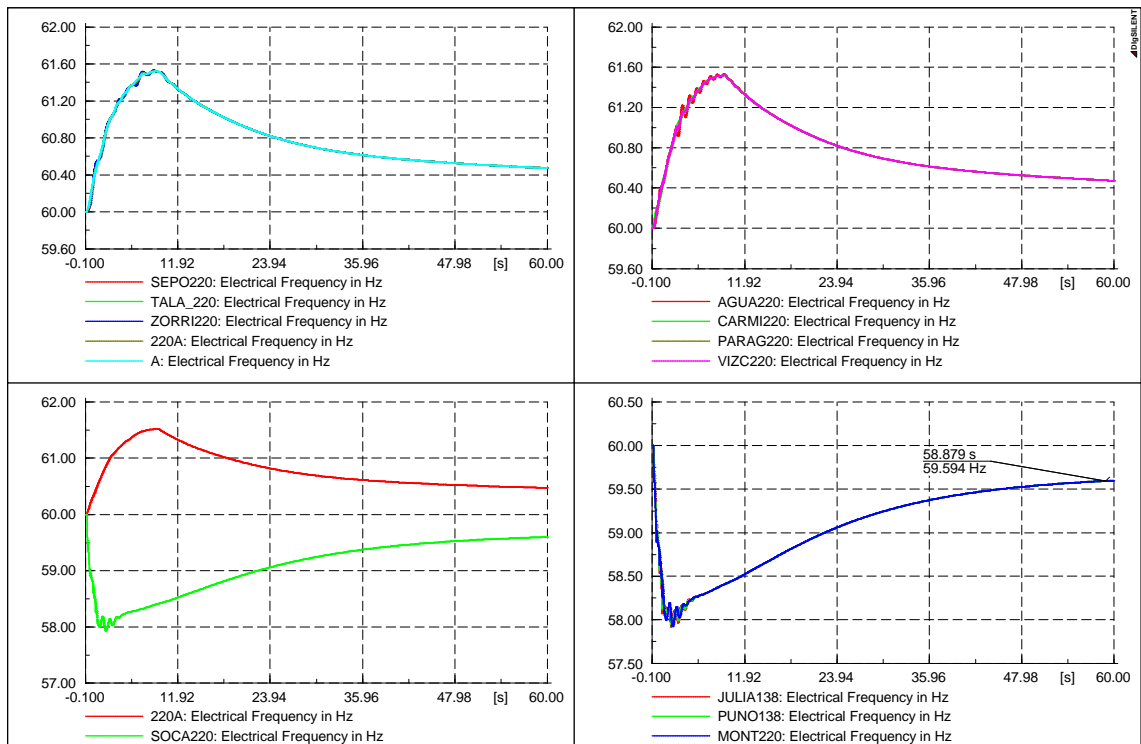 62.00
61.60
61.20
60.80
60.40
60.00
59.60
-0.100 11.92 23.94 35.96 47.98 [s] 60.00
SEPO220: Electrical Frequency in Hz
TALA_220: Electrical Frequency in Hz
ZORRI220: Electrical Frequency in Hz
220A: Electrical Frequency in Hz
A: Electrical Frequency in Hz
62.00
61.60
61.20
60.80
60.40
60.00
59.60
-0.100 11.92 23.94 35.96 47.98 [s] 60.00
AGUA220: Electrical Frequency in Hz
CARMI220: Electrical Frequency in Hz
PARAG220: Electrical Frequency in Hz
VIZC220: Electrical Frequency in Hz
DIgSILENT
62.00
61.00
60.00
59.00
58.00
57.00
-0.100 11.92 23.94 35.96 47.98 [s] 60.00
220A: Electrical Frequency in Hz
SOCA220: Electrical Frequency in Hz
60.50
60.00
59.50
59.00
58.50
58.00
57.50
58.879 s
59.594 Hz
-0.100 11.92 23.94 35.96 47.98 [s] 60.00
JULIA138: Electrical Frequency in Hz
PUNO138: Electrical Frequency in Hz
MONT220: Electrical Frequency in Hz